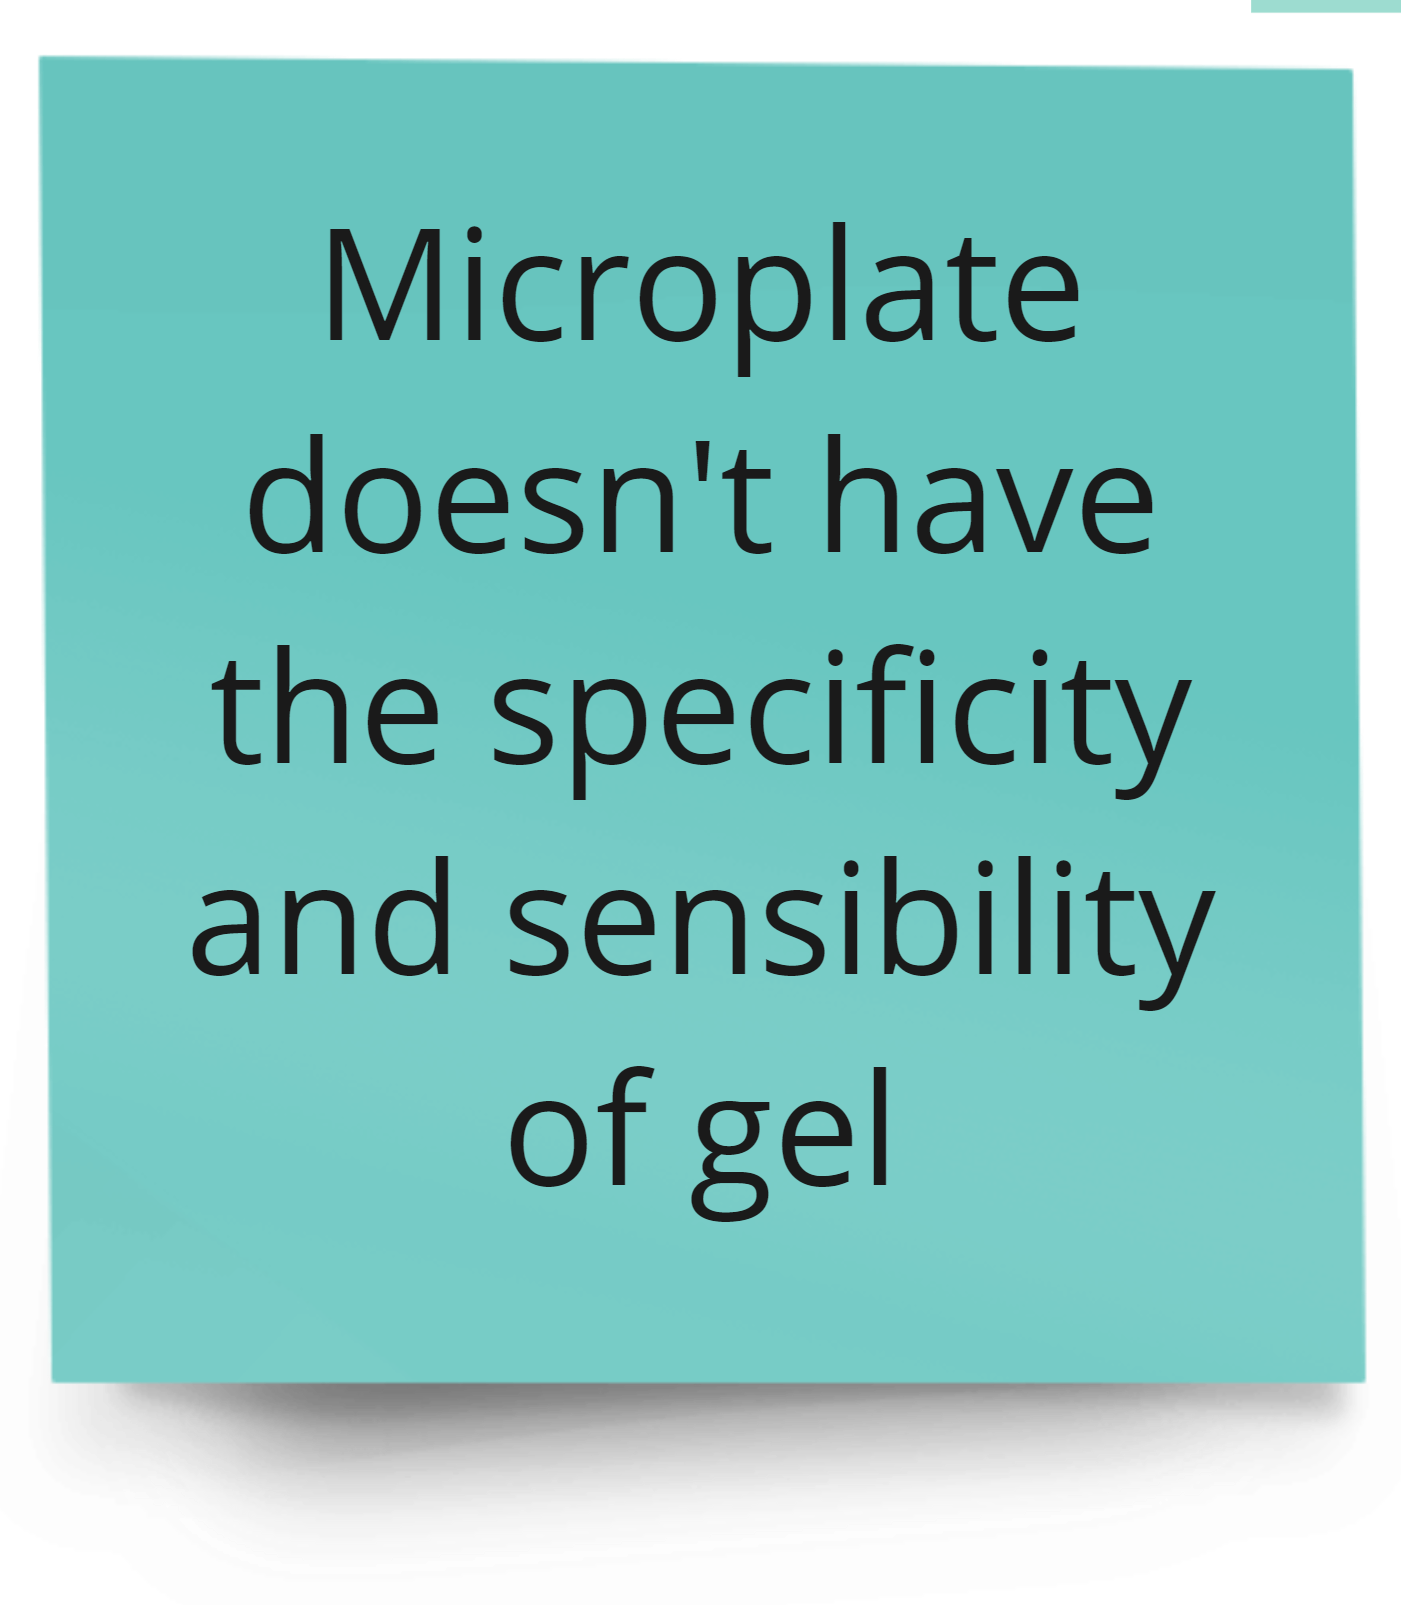 Microplate
doesn't have
the specificity
and sensibility
of gel